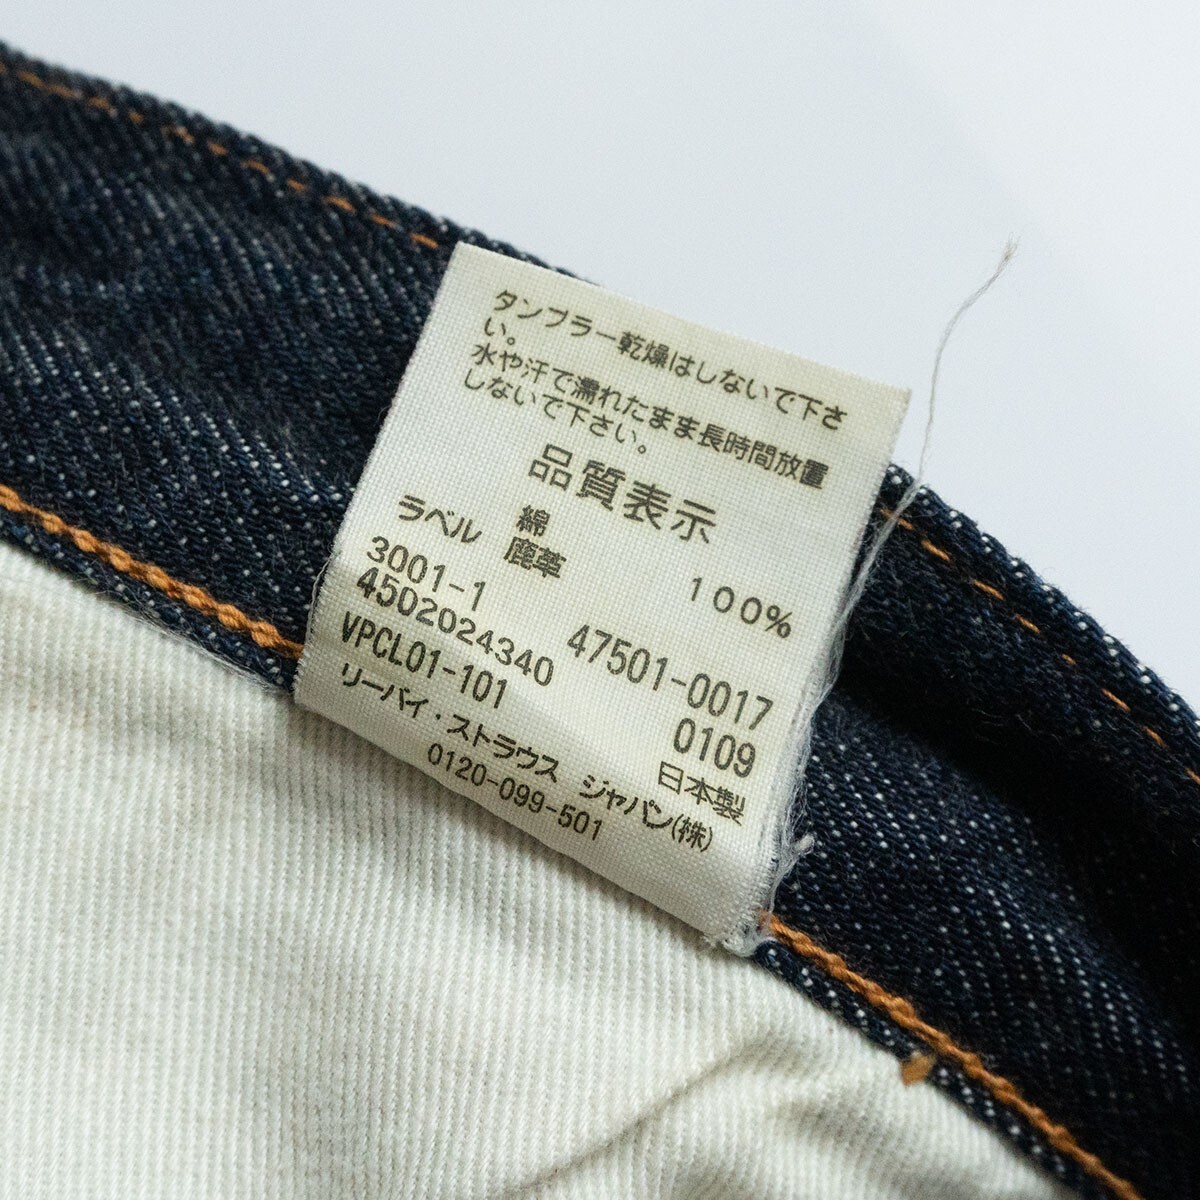 タンブラー乾燥はしないで下さ
い。
水や汗で濡れたまま長時間放置
しないで下さい。
品質表示
綿 100%
ラベル 鹿革
3001-1 47501-0017
4502024340 0109
VPCL01-101 日本製
リーバイ・ストラウス ジャパン(株)
0120-099-501